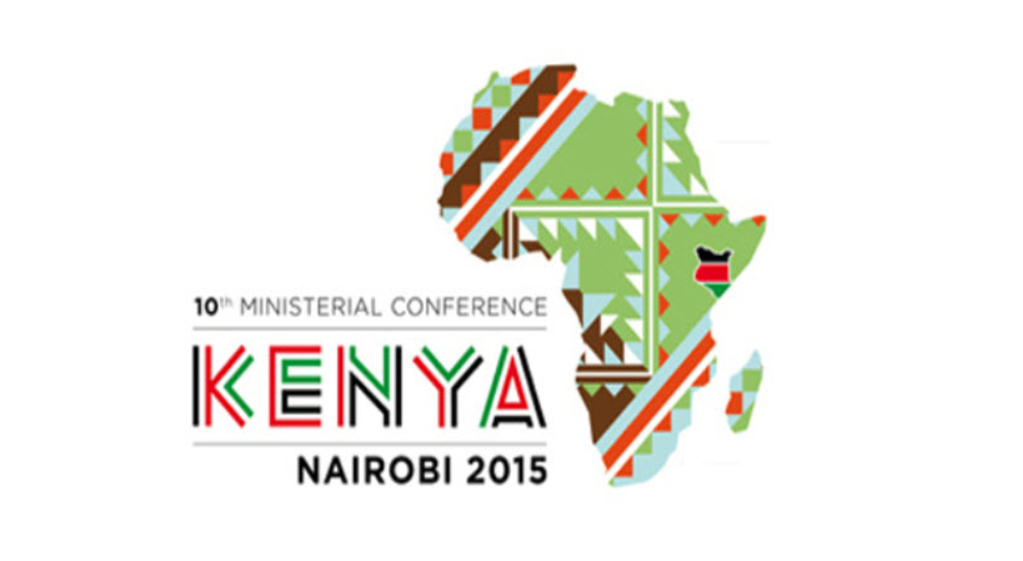 10th MINISTERIAL CONFERENCE
KENYA
NAIROBI 2015